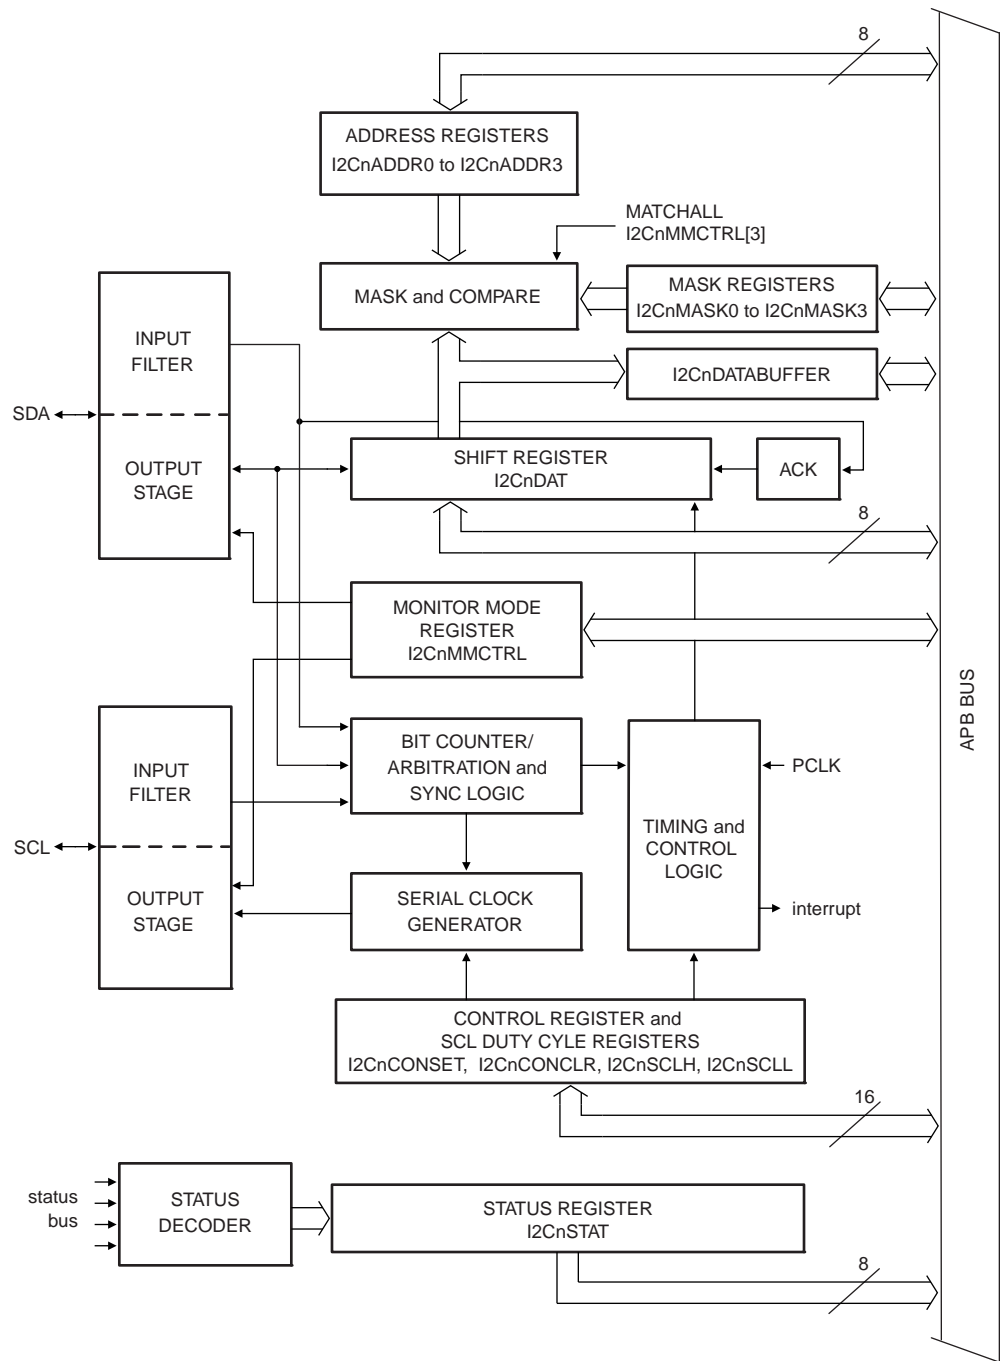 8
ADDRESS REGISTERS
I2CnADDR0 to I2CnADDR3
MATCHALL
I2CnMMCTRL[3]
MASK and COMPARE
MASK REGISTERS
I2CnMASK0 to I2CnMASK3
I2CnDATABUFFER
INPUT
FILTER
SDA
OUTPUT
STAGE
SHIFT REGISTER
I2CnDAT
ACK
8
MONITOR MODE
REGISTER
I2CnMMCTRL
APB BUS
INPUT
FILTER
SCL
OUTPUT
STAGE
BIT COUNTER/
ARBITRATION and
SYNC LOGIC
PCLK
TIMING and
CONTROL
LOGIC
interrupt
SERIAL CLOCK
GENERATOR
CONTROL REGISTER and
SCL DUTY CYLE REGISTERS
I2CnCONSET, I2CnCONCLR, I2CnSCLH, I2CnSCLL
16
status
bus
STATUS
DECODER
STATUS REGISTER
I2CnSTAT
8